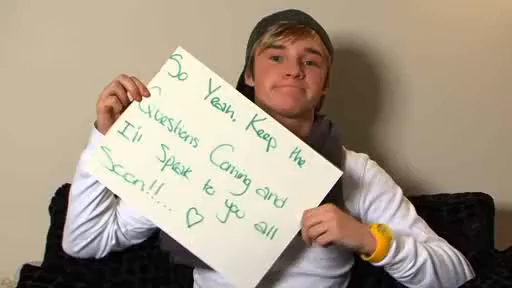 So Yeah, Keep the
Questions Coming and
I'll Speak to you all
Soon!!... ♡